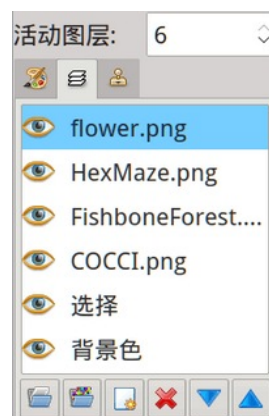 活动图层: 6
flower.png
HexMaze.png
FishboneForest....
COCCI.png
选择
背景色